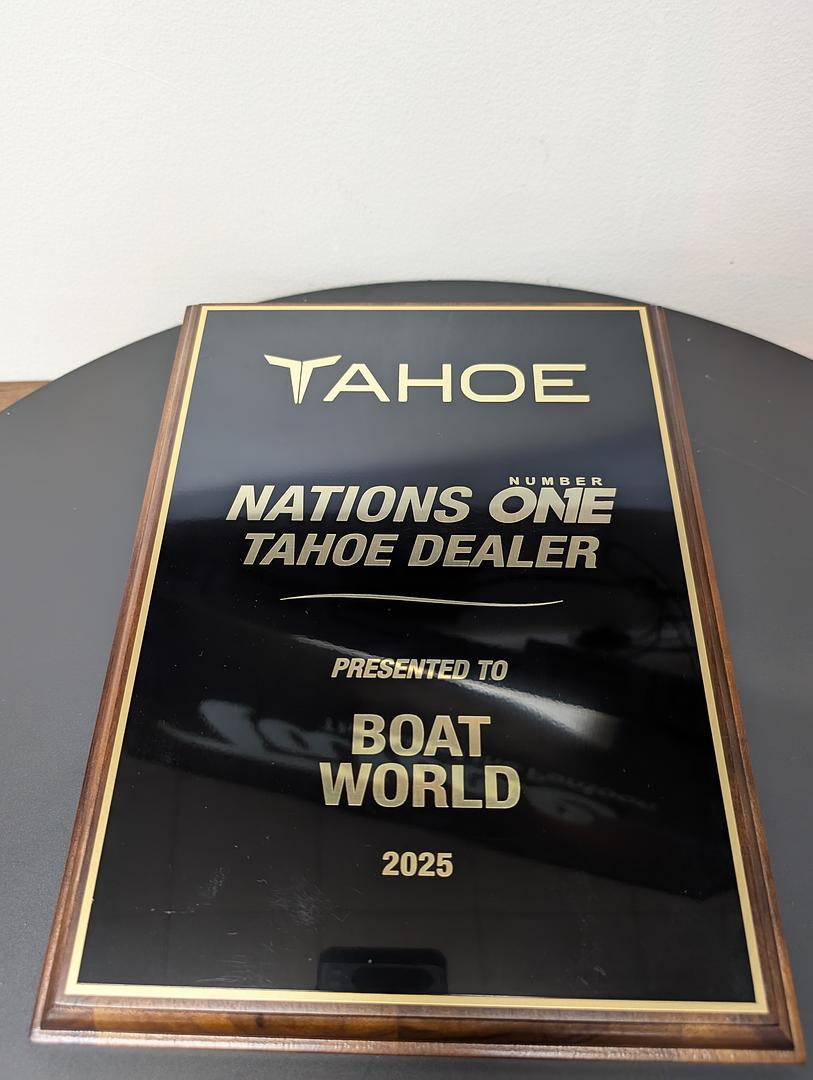 TAHOE
NUMBER
NATIONS ONE
TAHOE DEALER
PRESENTED TO
BOAT
WORLD
2025